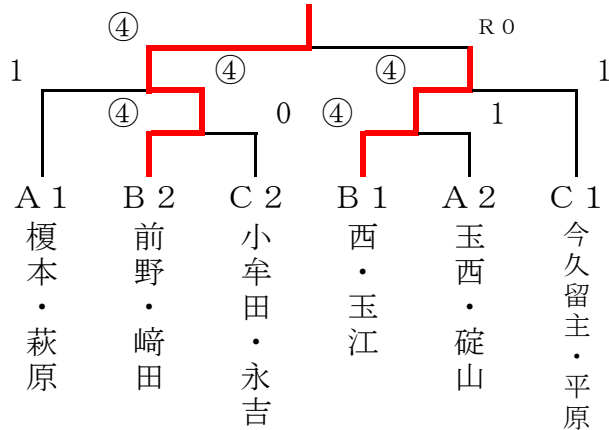 ④ R0
1 ④ ④ 1
④ 0 ④ 1
A1 B2 C2 B1 A2 C1
榎本・萩原
前野・﨑田
小牟田・永吉
西・玉江
玉西・碇山
今久留主・平原